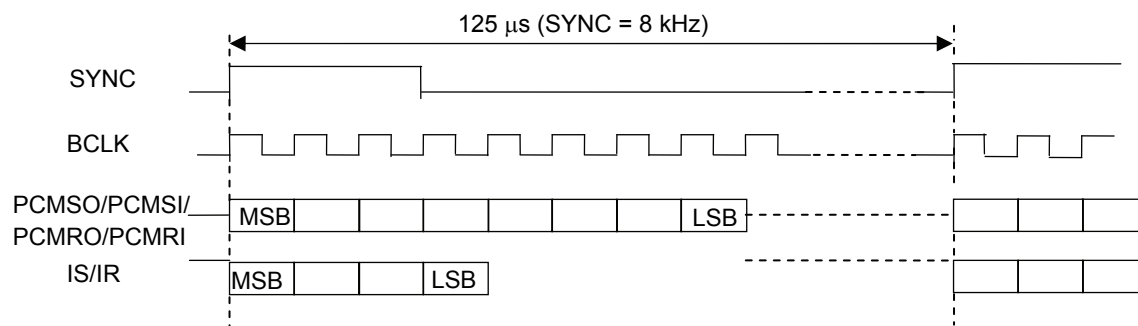 125 μs (SYNC = 8 kHz)
SYNC
BCLK
PCMSO/PCMSI/
PCMRO/PCMRI
MSB
LSB
IS/IR
MSB
LSB